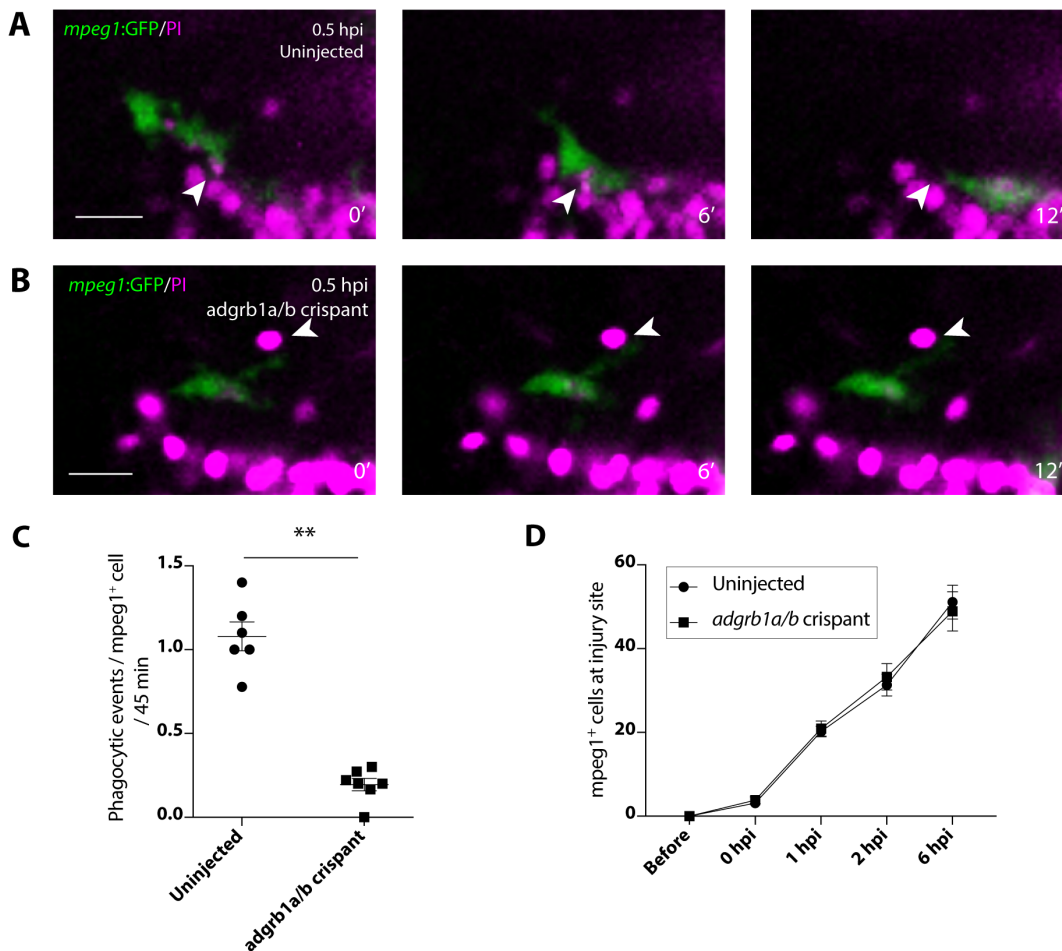 A
mpeg1:GFP/PI
0.5 hpi
Uninjected
0’
6’
12’
B
mpeg1:GFP/PI
0.5 hpi
adgrb1a/b crispant
0’
6’
12’
C
**
Phagocytic events / mpeg1⁺ cell
/ 45 min
1.5
1.0
0.5
0.0
Uninjected
adgrb1a/b crispant
D
mpeg1⁺ cells at injury site
60
40
20
0
Uninjected
adgrb1a/b crispant
Before
0 hpi
1 hpi
2 hpi
6 hpi